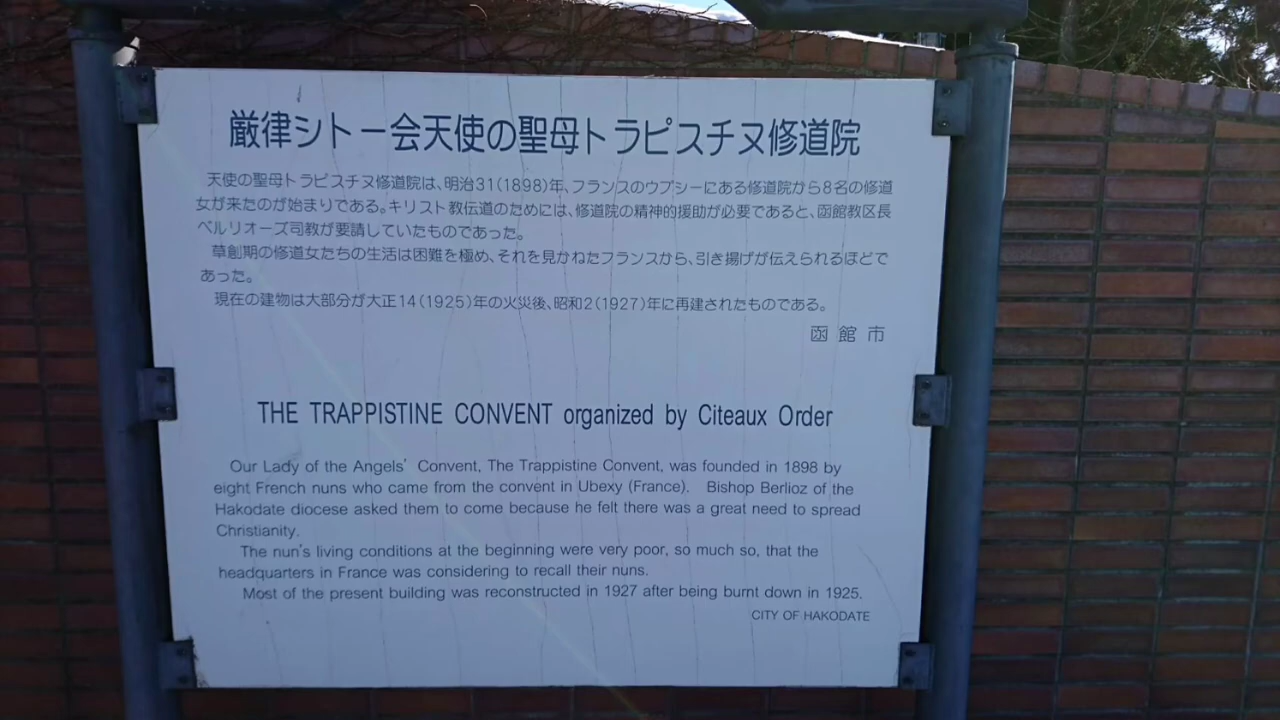 厳律シトー会天使の聖母トラピスチヌ修道院
天使の聖母トラピスチヌ修道院は、明治31(1898)年、フランスのウプシーにある修道院から8名の修道
女が来たのが始まりである。キリスト教伝道のためには、修道院の精神的援助が必要であると、函館教区長
ベルリオーズ司教が要請していたものであった。
草創期の修道女たちの生活は困難を極め、それを見かねたフランスから、引き揚げが伝えられるほどで
あった。
現在の建物は大部分が大正14(1925)年の火災後、昭和2(1927)年に再建されたものである。
函館市
THE TRAPPISTINE CONVENT organized by Citeaux Order
Our Lady of the Angels' Convent, The Trappistine Convent, was founded in 1898 by
eight French nuns who came from the convent in Ubexy (France). Bishop Berlioz of the
Hakodate diocese asked them to come because he felt there was a great need to spread
Christianity.
The nun's living conditions at the beginning were very poor, so much so, that the
headquarters in France was considering to recall their nuns.
Most of the present building was reconstructed in 1927 after being burnt down in 1925.
CITY OF HAKODATE